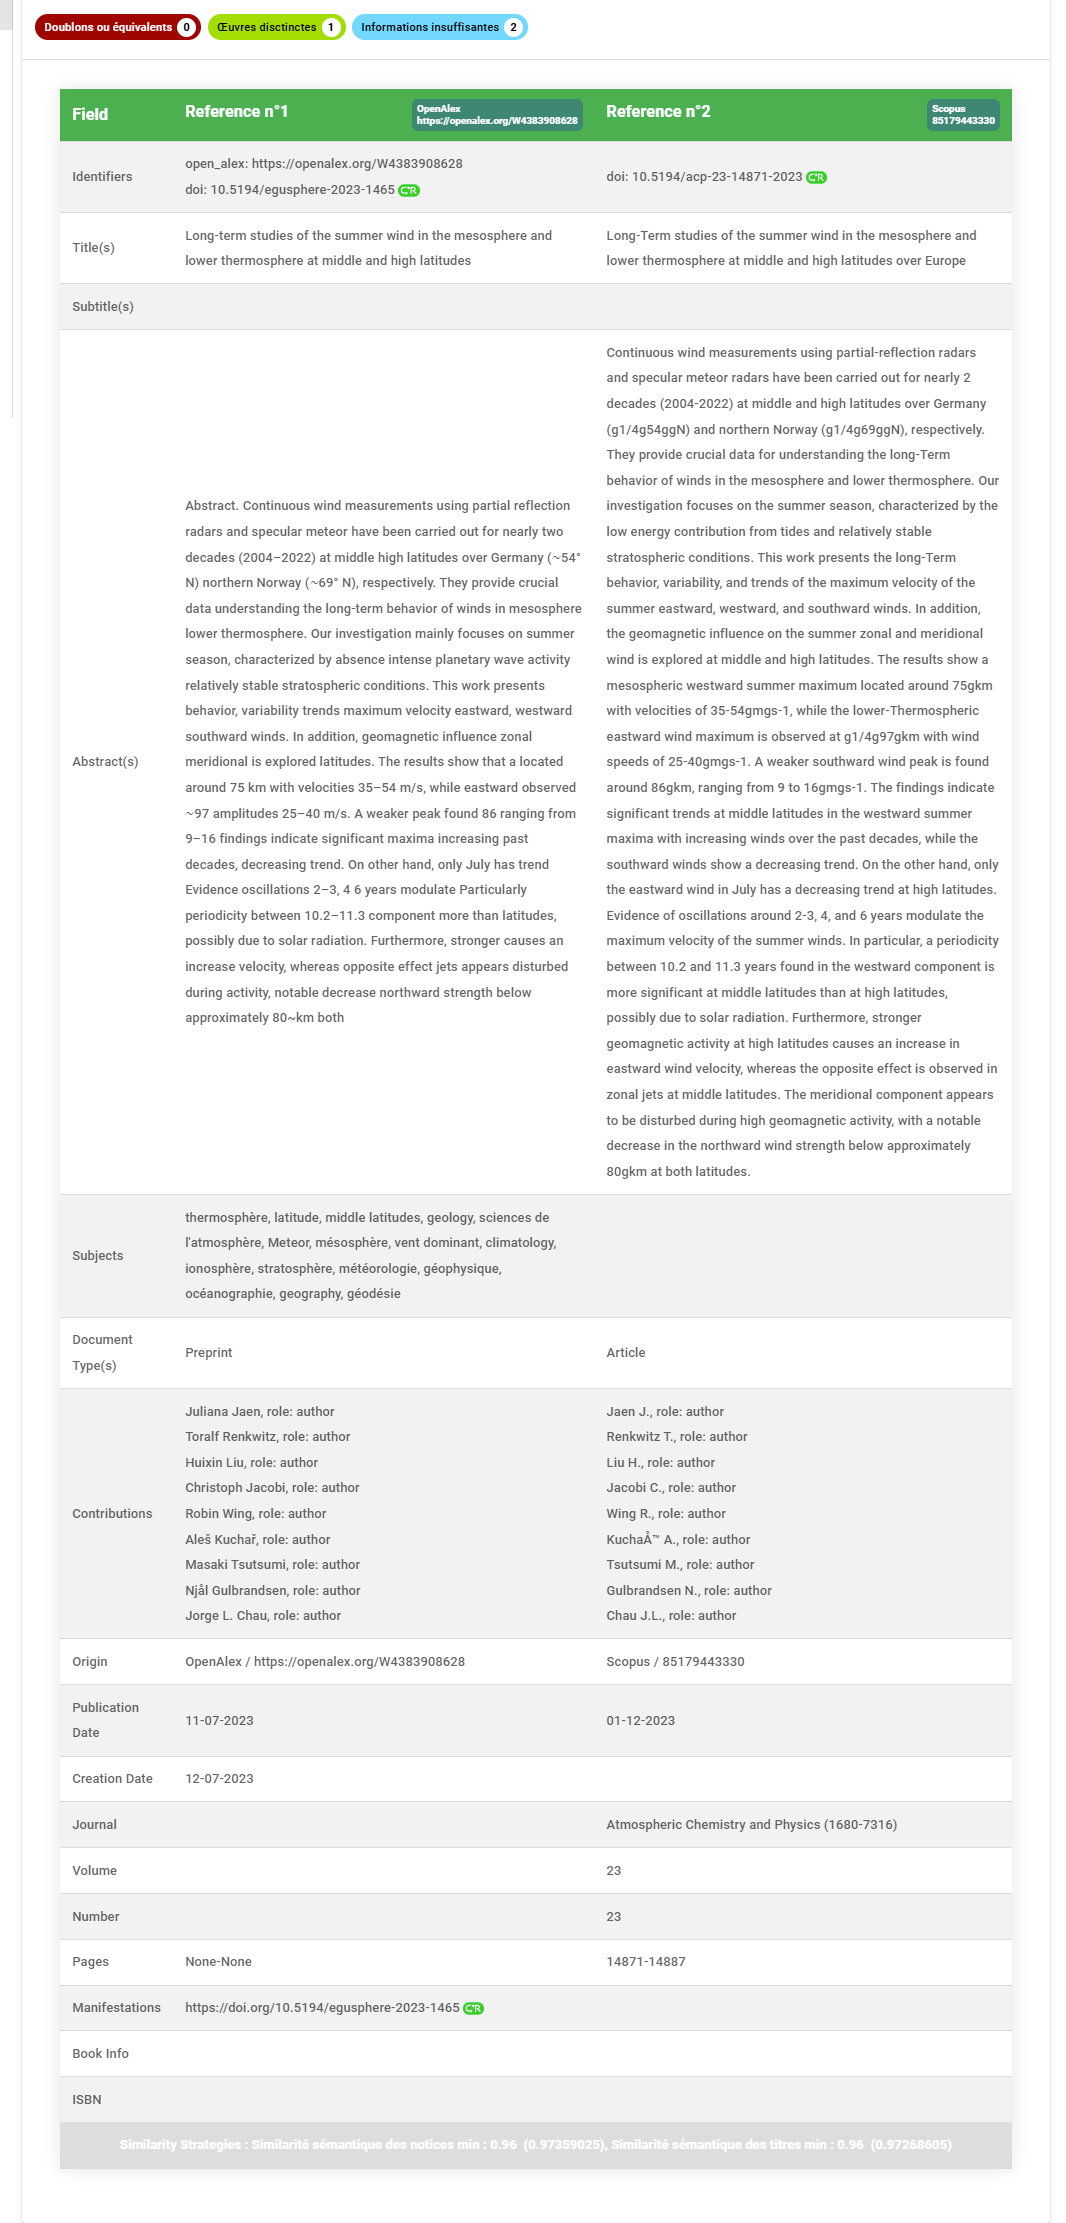 Doublons ou équivalents 0 Œuvres disctinctes 1 Informations insuffisantes 2
Field Reference n°1 OpenAlex https://openalex.org/W4383908628 Reference n°2 Scopus 85179443330
Identifiers
open_alex: https://openalex.org/W4383908628
doi: 10.5194/egusphere-2023-1465 CR
doi: 10.5194/acp-23-14871-2023 CR
Title(s)
Long-term studies of the summer wind in the mesosphere and
lower thermosphere at middle and high latitudes
Long-Term studies of the summer wind in the mesosphere and
lower thermosphere at middle and high latitudes over Europe
Subtitle(s)
Abstract(s)
Abstract. Continuous wind measurements using partial reflection
radars and specular meteor have been carried out for nearly two
decades (2004–2022) at middle high latitudes over Germany (~54°
N) northern Norway (~69° N), respectively. They provide crucial
data understanding the long-term behavior of winds in mesosphere
lower thermosphere. Our investigation mainly focuses on summer
season, characterized by absence intense planetary wave activity
relatively stable stratospheric conditions. This work presents
behavior, variability trends maximum velocity eastward, westward
southward winds. In addition, geomagnetic influence zonal
meridional is explored latitudes. The results show that a located
around 75 km with velocities 35–54 m/s, while eastward observed
~97 amplitudes 25–40 m/s. A weaker peak found 86 ranging from
9–16 findings indicate significant maxima increasing past
decades, decreasing trend. On other hand, only July has trend
Evidence oscillations 2–3, 4 6 years modulate Particularly
periodicity between 10.2–11.3 component more than latitudes,
possibly due to solar radiation. Furthermore, stronger causes an
increase velocity, whereas opposite effect jets appears disturbed
during activity, notable decrease northward strength below
approximately 80~km both
Continuous wind measurements using partial-reflection radars
and specular meteor radars have been carried out for nearly 2
decades (2004-2022) at middle and high latitudes over Germany
(g1/4g54ggN) and northern Norway (g1/4g69ggN), respectively.
They provide crucial data for understanding the long-Term
behavior of winds in the mesosphere and lower thermosphere. Our
investigation focuses on the summer season, characterized by the
low energy contribution from tides and relatively stable
stratospheric conditions. This work presents the long-Term
behavior, variability, and trends of the maximum velocity of the
summer eastward, westward, and southward winds. In addition,
the geomagnetic influence on the summer zonal and meridional
wind is explored at middle and high latitudes. The results show a
mesospheric westward summer maximum located around 75gkm
with velocities of 35-54gmgs-1, while the lower-Thermospheric
eastward wind maximum is observed at g1/4g97gkm with wind
speeds of 25-40gmgs-1. A weaker southward wind peak is found
around 86gkm, ranging from 9 to 16gmgs-1. The findings indicate
significant trends at middle latitudes in the westward summer
maxima with increasing winds over the past decades, while the
southward winds show a decreasing trend. On the other hand, only
the eastward wind in July has a decreasing trend at high latitudes.
Evidence of oscillations around 2-3, 4, and 6 years modulate the
maximum velocity of the summer winds. In particular, a periodicity
between 10.2 and 11.3 years found in the westward component is
more significant at middle latitudes than at high latitudes,
possibly due to solar radiation. Furthermore, stronger
geomagnetic activity at high latitudes causes an increase in
eastward wind velocity, whereas the opposite effect is observed in
zonal jets at middle latitudes. The meridional component appears
to be disturbed during high geomagnetic activity, with a notable
decrease in the northward wind strength below approximately
80gkm at both latitudes.
Subjects
thermosphère, latitude, middle latitudes, geology, sciences de
l'atmosphère, Meteor, mésosphère, vent dominant, climatology,
ionosphère, stratosphère, météorologie, géophysique,
océanographie, geography, géodésie
Document
Type(s)
Preprint
Article
Contributions
Juliana Jaen, role: author
Toralf Renkwitz, role: author
Huixin Liu, role: author
Christoph Jacobi, role: author
Robin Wing, role: author
Aleš Kuchař, role: author
Masaki Tsutsumi, role: author
Njål Gulbrandsen, role: author
Jorge L. Chau, role: author
Jaen J., role: author
Renkwitz T., role: author
Liu H., role: author
Jacobi C., role: author
Wing R., role: author
KuchaÅ™ A., role: author
Tsutsumi M., role: author
Gulbrandsen N., role: author
Chau J.L., role: author
Origin OpenAlex / https://openalex.org/W4383908628 Scopus / 85179443330
Publication
Date
11-07-2023
01-12-2023
Creation Date 12-07-2023
Journal Atmospheric Chemistry and Physics (1680-7316)
Volume 23
Number 23
Pages None-None 14871-14887
Manifestations https://doi.org/10.5194/egusphere-2023-1465 CR
Book Info
ISBN
Similarity Strategies : Similarité sémantique des notices min : 0.96 (0.97359025), Similarité sémantique des titres min : 0.96 (0.97268605)